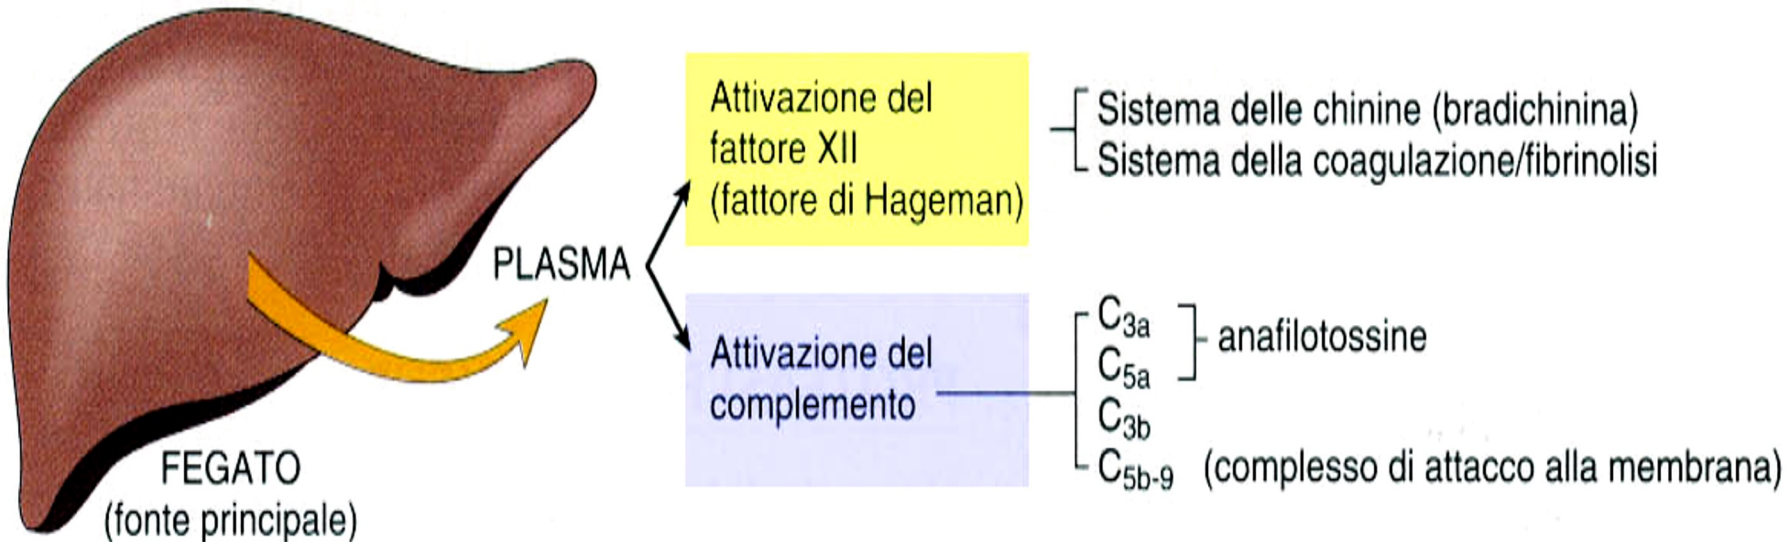 Attivazione del
fattore XII
(fattore di Hageman)
Sistema delle chinine (bradichinina)
Sistema della coagulazione/fibrinolisi
PLASMA
Attivazione del
complemento
C3a
C5a
anafilotossine
C3b
C5b-9 (complesso di attacco alla membrana)
FEGATO
(fonte principale)